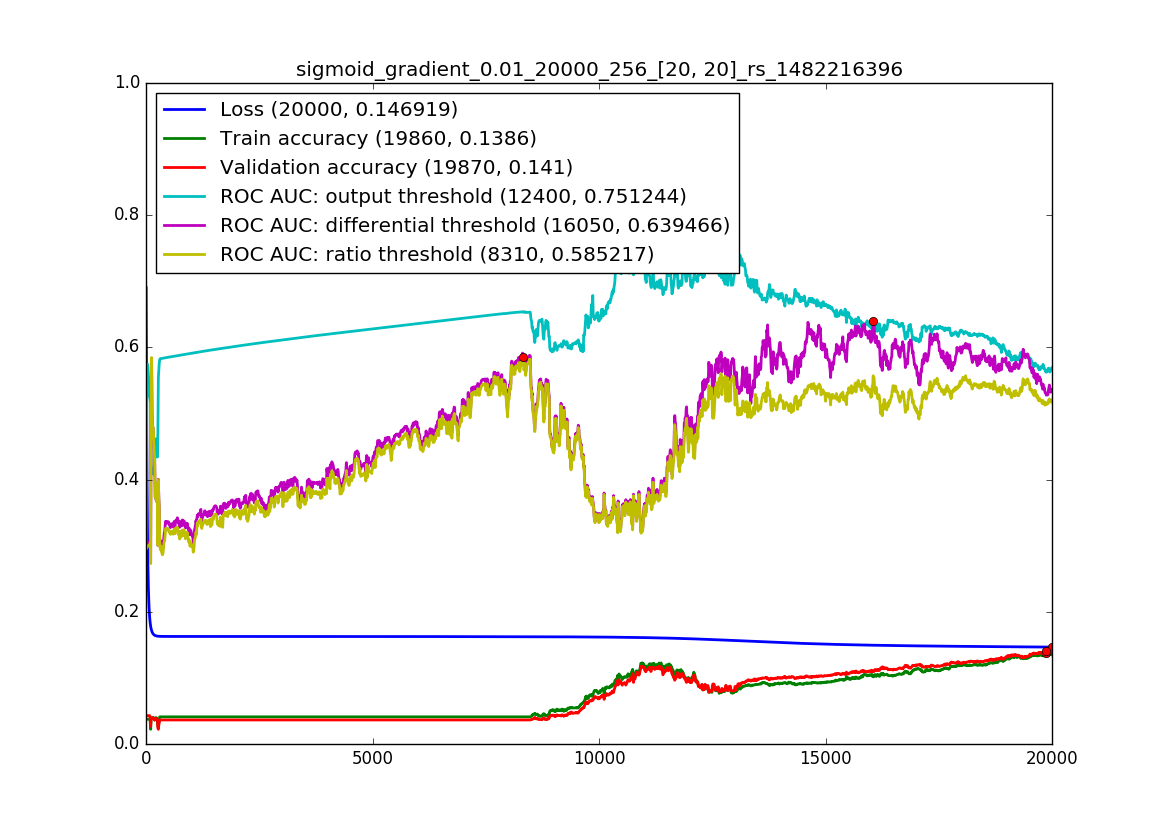 sigmoid_gradient_0.01_20000_256_[20, 20]_rs_1482216396
1.0
Loss (20000, 0.146919)
Train accuracy (19860, 0.1386)
Validation accuracy (19870, 0.141)
ROC AUC: output threshold (12400, 0.751244)
ROC AUC: differential threshold (16050, 0.639466)
ROC AUC: ratio threshold (8310, 0.585217)
0.8
0.6
0.4
0.2
0.0
0 5000 10000 15000 20000